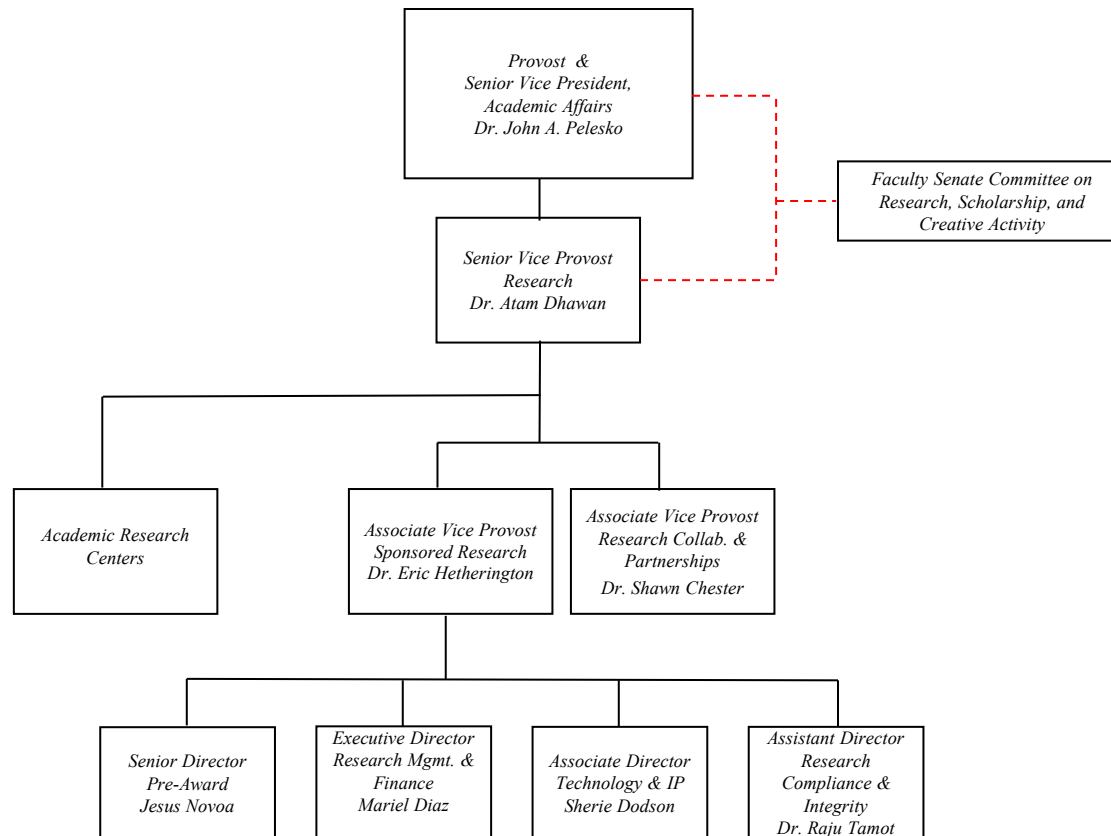 Provost &
Senior Vice President,
Academic Affairs
Dr. John A. Pelesko
Faculty Senate Committee on
Research, Scholarship, and
Creative Activity
Senior Vice Provost
Research
Dr. Atam Dhawan
Academic Research
Centers
Associate Vice Provost
Sponsored Research
Dr. Eric Hetherington
Associate Vice Provost
Research Collab. &
Partnerships
Dr. Shawn Chester
Senior Director
Pre-Award
Jesus Novoa
Executive Director
Research Mgmt. &
Finance
Mariel Diaz
Associate Director
Technology & IP
Sherie Dodson
Assistant Director
Research
Compliance &
Integrity
Dr. Raju Tamot